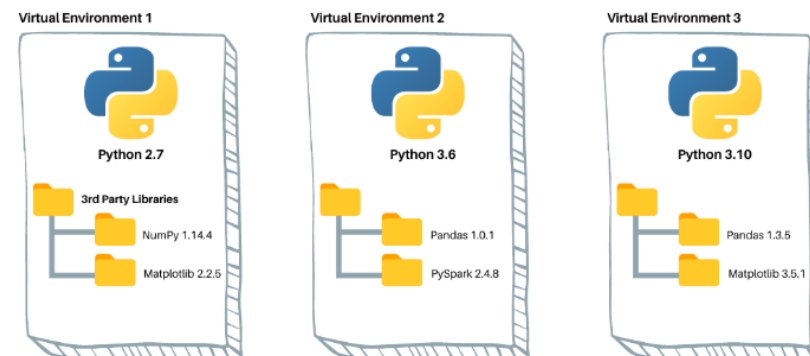 Virtual Environment 1
Python 2.7
3rd Party Libraries
NumPy 1.14.4
Matplotlib 2.2.5
Virtual Environment 2
Python 3.6
Pandas 1.0.1
PySpark 2.4.8
Virtual Environment 3
Python 3.10
Pandas 1.3.5
Matplotlib 3.5.1